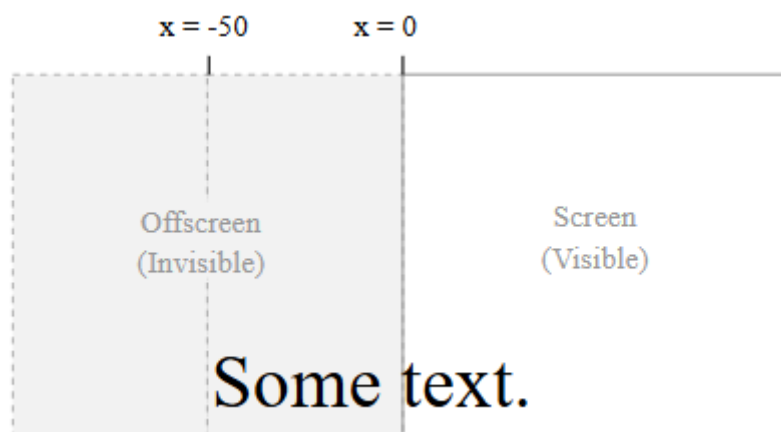 x = -50
x = 0
Offscreen
(Invisible)
Screen
(Visible)
Some text.